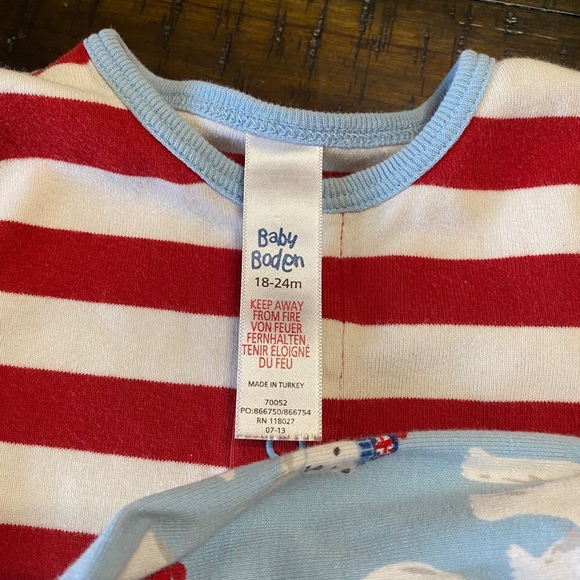 Baby
Boden
18-24m
KEEP AWAY
FROM FIRE
VON FEUER
FERNHALTEN
TENIR ÉLOIGNÉ
DU FEU
MADE IN TURKEY
70052
PO:866750/866754
RN 118027
07-13